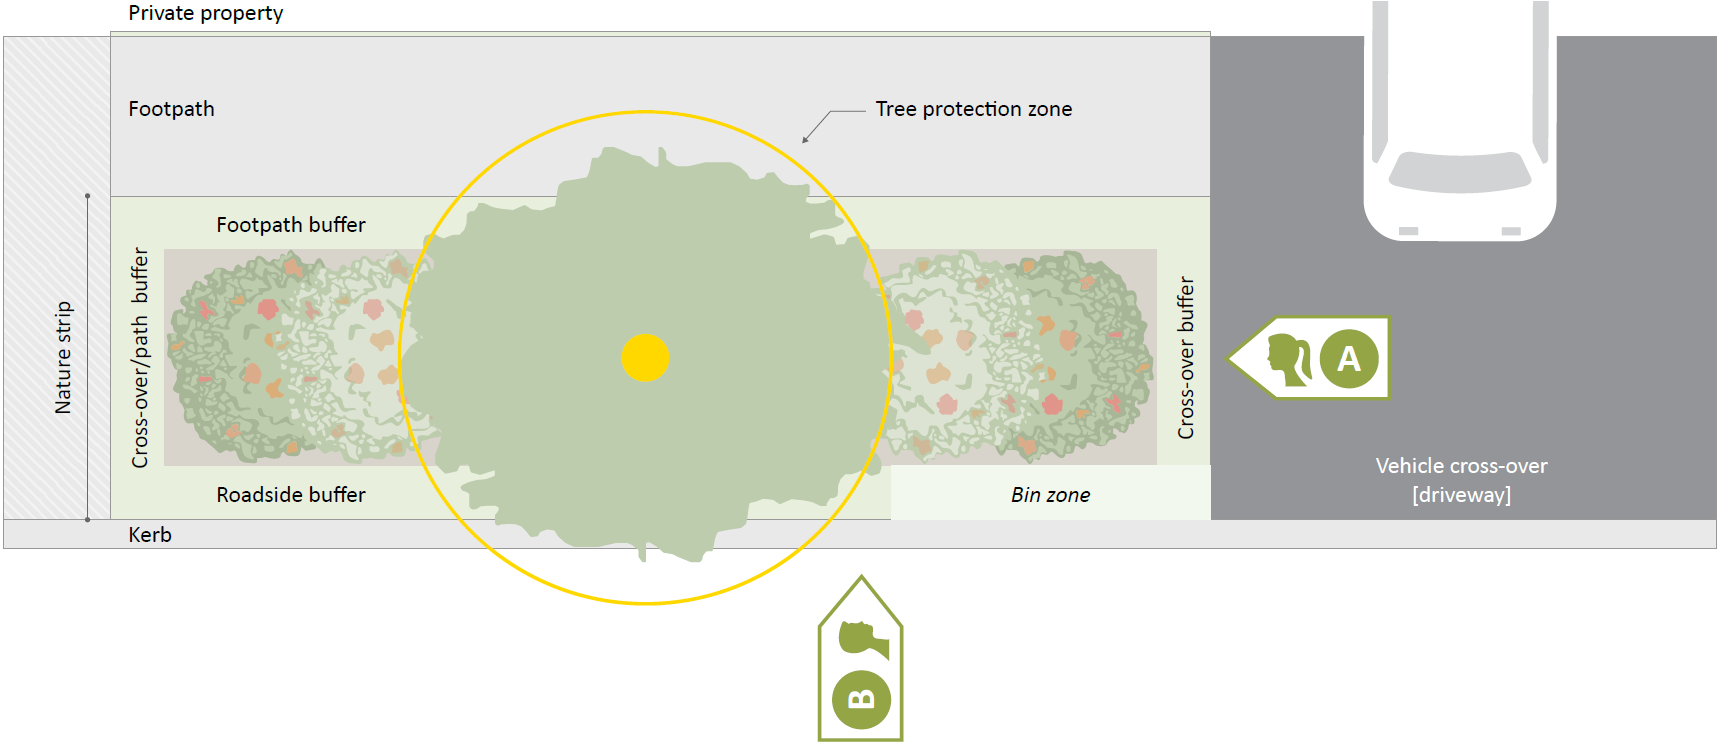 Private property
Footpath
Tree protection zone
Footpath buffer
Nature strip
Cross-over/path buffer
Cross-over buffer
A
Roadside buffer
Bin zone
Vehicle cross-over
[driveway]
Kerb
B